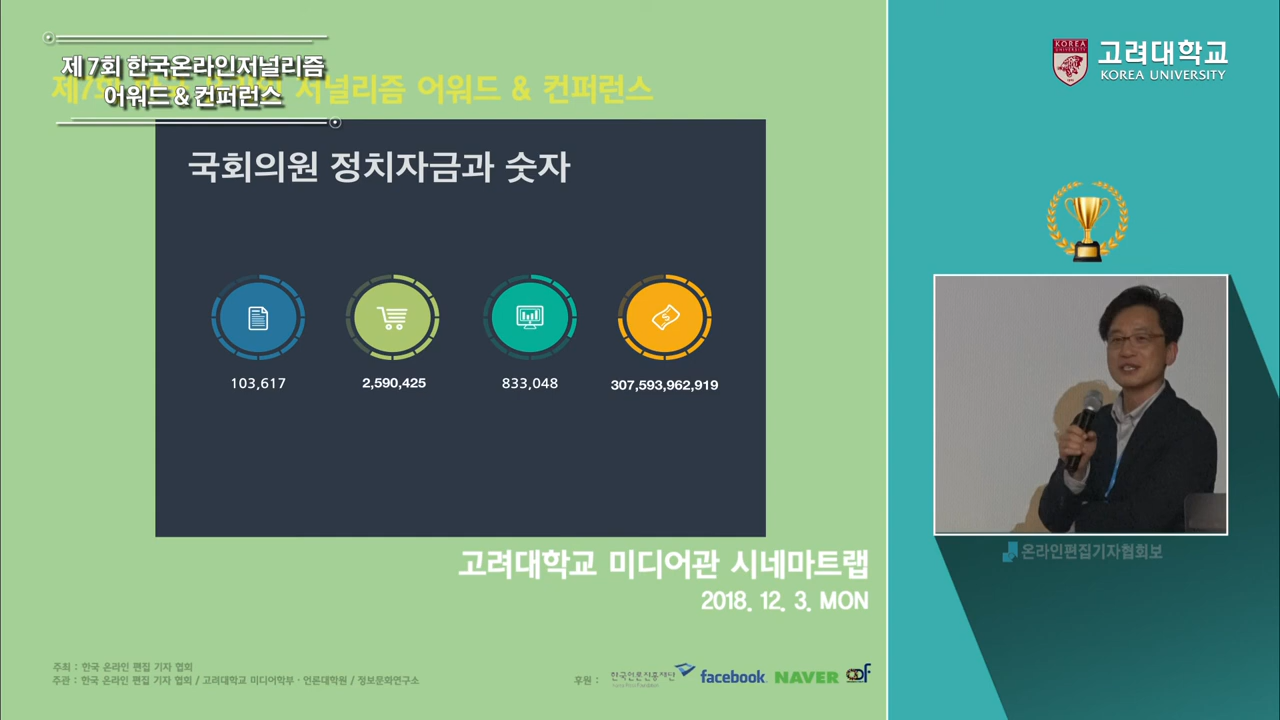 제 7회 한국온라인저널리즘
어워드 & 컨퍼런스
저널리즘 어워드 & 컨퍼런스
KOREA
UNIVERSITY
고려대학교
KOREA UNIVERSITY
국회의원 정치자금과 숫자
103,617
2,590,425
833,048
307,593,962,919
온라인편집기자협회보
고려대학교 미디어관 시네마트랩
2018. 12. 3. MON
주최 : 한국 온라인 편집 기자 협회
주관 : 한국 온라인 편집 기자 협회 / 고려대학교 미디어학부 · 언론대학원 / 정보문화연구소
후원 :
한국언론진흥재단
facebook
NAVER